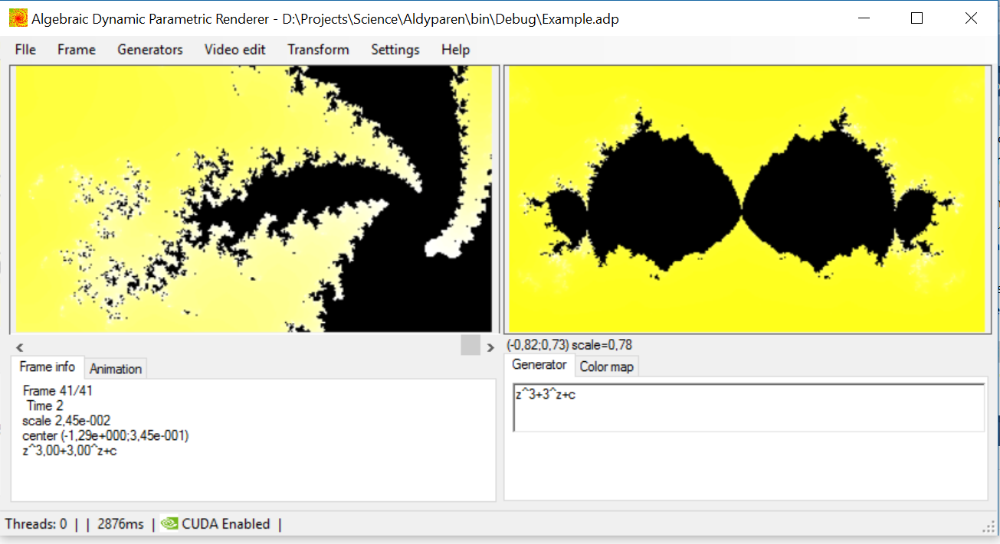 Algebraic Dynamic Parametric Renderer - D:\Projects\Science\Aldyparen\bin\Debug\Example.adp
FIle Frame Generators Video edit Transform Settings Help
(-0,82;0,73) scale=0,78
Frame info Animation
Frame 41/41
Time 2
scale 2,45e-002
center (-1,29e+000;3,45e-001)
z^3,00+3,00^z+c
Generator Color map
z^3+3^z+c
Threads: 0 | | 2876ms | CUDA Enabled |